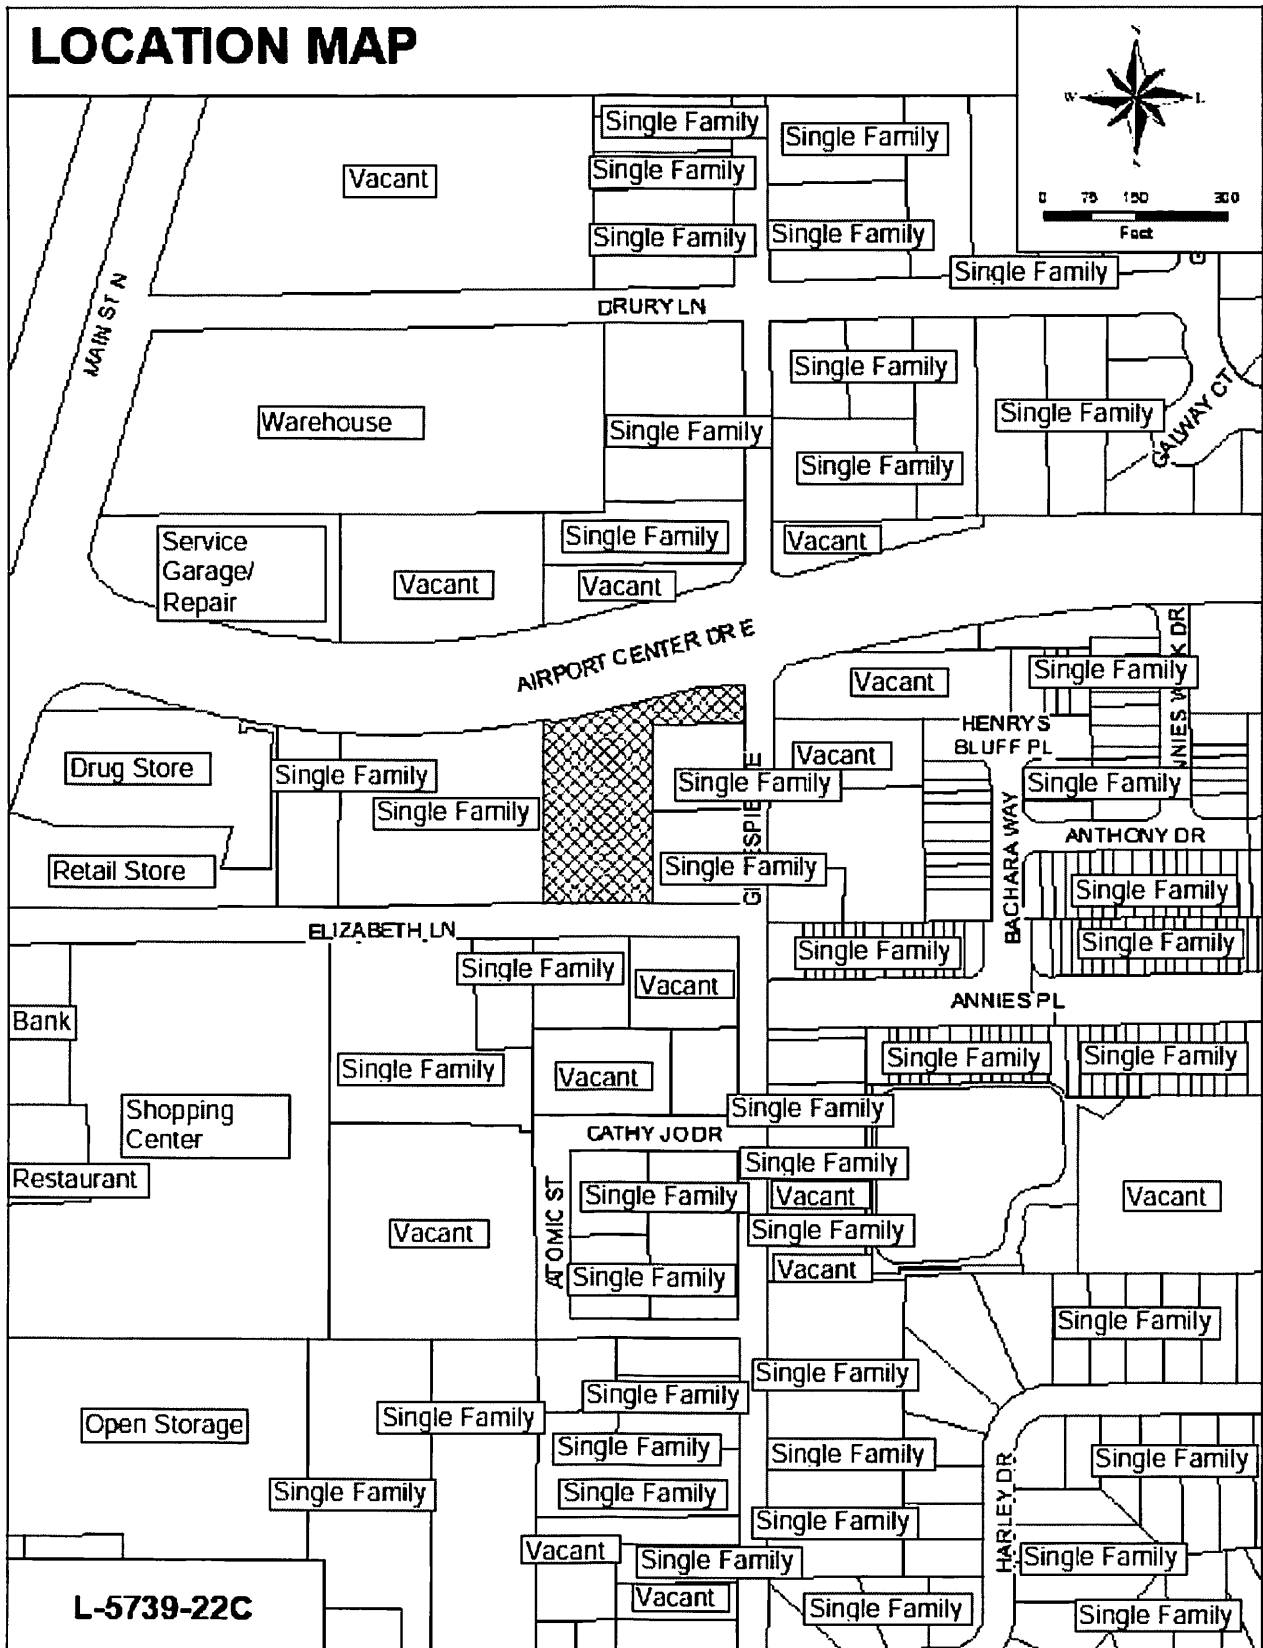 LOCATION MAP
W
0 75 150 300
Single Family
Single Family
Vacant
Single Family
Single Family
Single Family
Single Family
MAIN ST N
DRURY LN
Single Family
Single Family
GALWAY CT
Warehouse
Single Family
Single Family
Service
Garage/
Repair
Single Family
Vacant
Vacant
Vacant
AIRPORT CENTER DR E
Vacant
Single Family
HENRYS
BLUFF PL
Drug Store
Single Family
Vacant
Single Family
Single Family
Single Family
BACHARA WAY
ANTHONY DR
Retail Store
Single Family
Single Family
ELIZABETH LN
Single Family
Single Family
Single Family
Vacant
ANNIES PL
Bank
Single Family
Vacant
Single Family
Single Family
Shopping
Center
Single Family
CATHY JO DR
Single Family
Restaurant
ATOMIC ST
Single Family
Vacant
Vacant
Vacant
Single Family
Single Family
Vacant
Single Family
Single Family
Open Storage
Single Family
Single Family
Single Family
Single Family
HARLEY DR
Single Family
Single Family
Single Family
Single Family
Vacant
Single Family
Single Family
Vacant
L-5739-22C
Single Family
Single Family